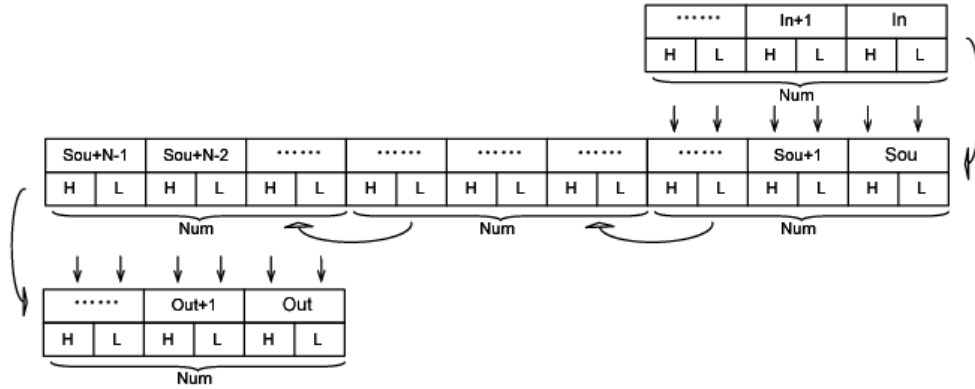 …… In+1 In
H L H L H L
Num
Sou+N-1 Sou+N-2 …… …… …… …… …… Sou+1 Sou
H L H L H L H L H L H L H L H L H L
Num Num Num
…… Out+1 Out
H L H L H L
Num